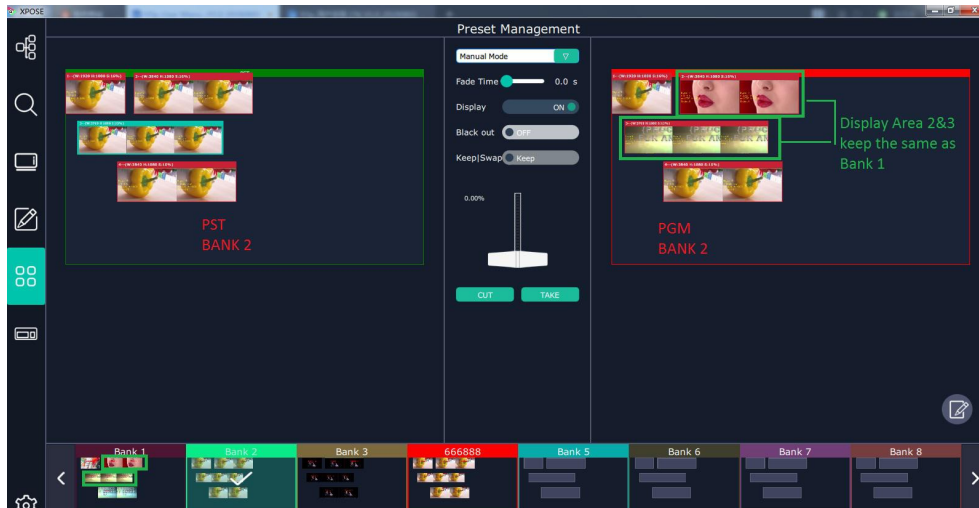 XPOSE
Preset Management
Manual Mode
Fade Time
0.0 s
Display
ON
Black out
OFF
Keep|Swap
Keep
0.00%
CUT
TAKE
PST
BANK 2
PGM
BANK 2
Display Area 2&3
keep the same as
Bank 1
Bank 1
Bank 2
Bank 3
666888
Bank 5
Bank 6
Bank 7
Bank 8